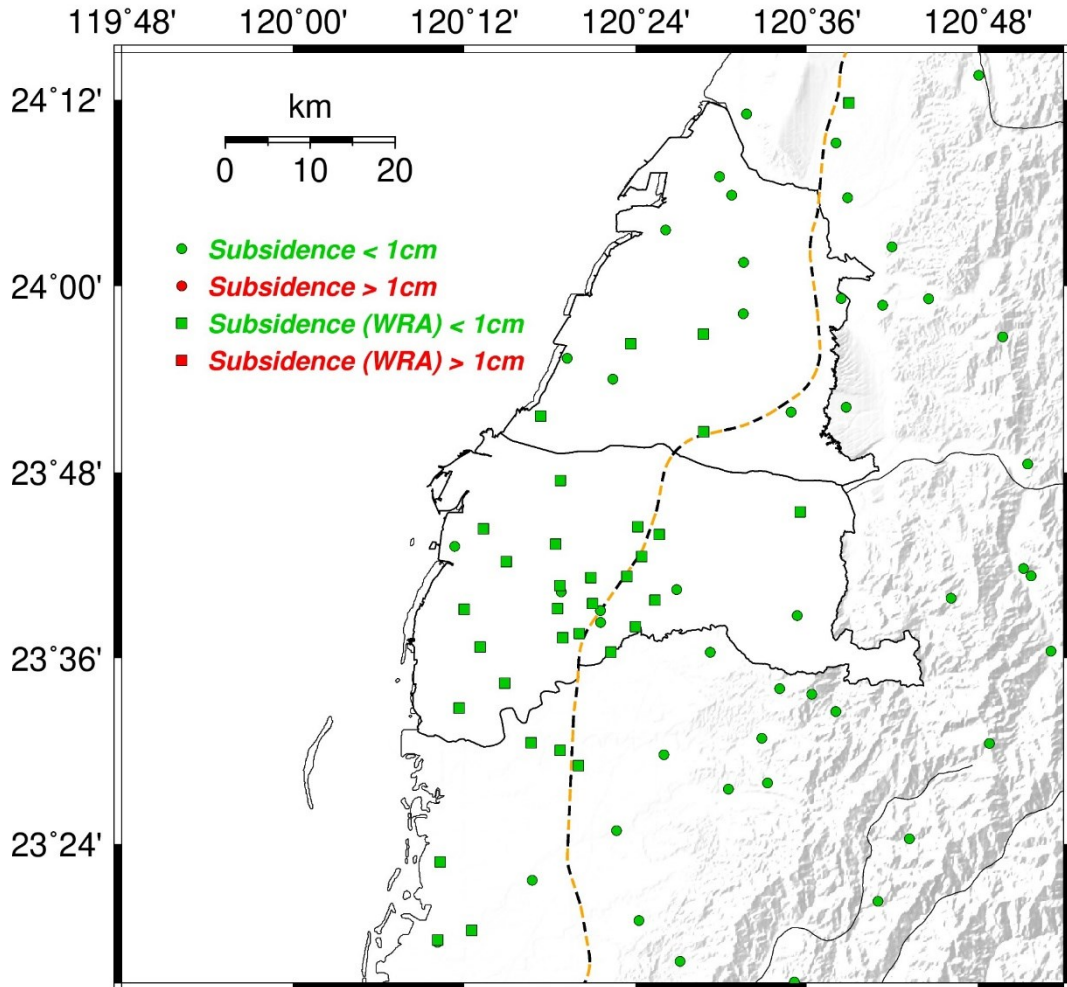 119˚48' 120˚00' 120˚12' 120˚24' 120˚36' 120˚48'
24˚12'
km
0 10 20
Subsidence < 1cm
Subsidence > 1cm
24˚00'
Subsidence (WRA) < 1cm
Subsidence (WRA) > 1cm
23˚48'
23˚36'
23˚24'